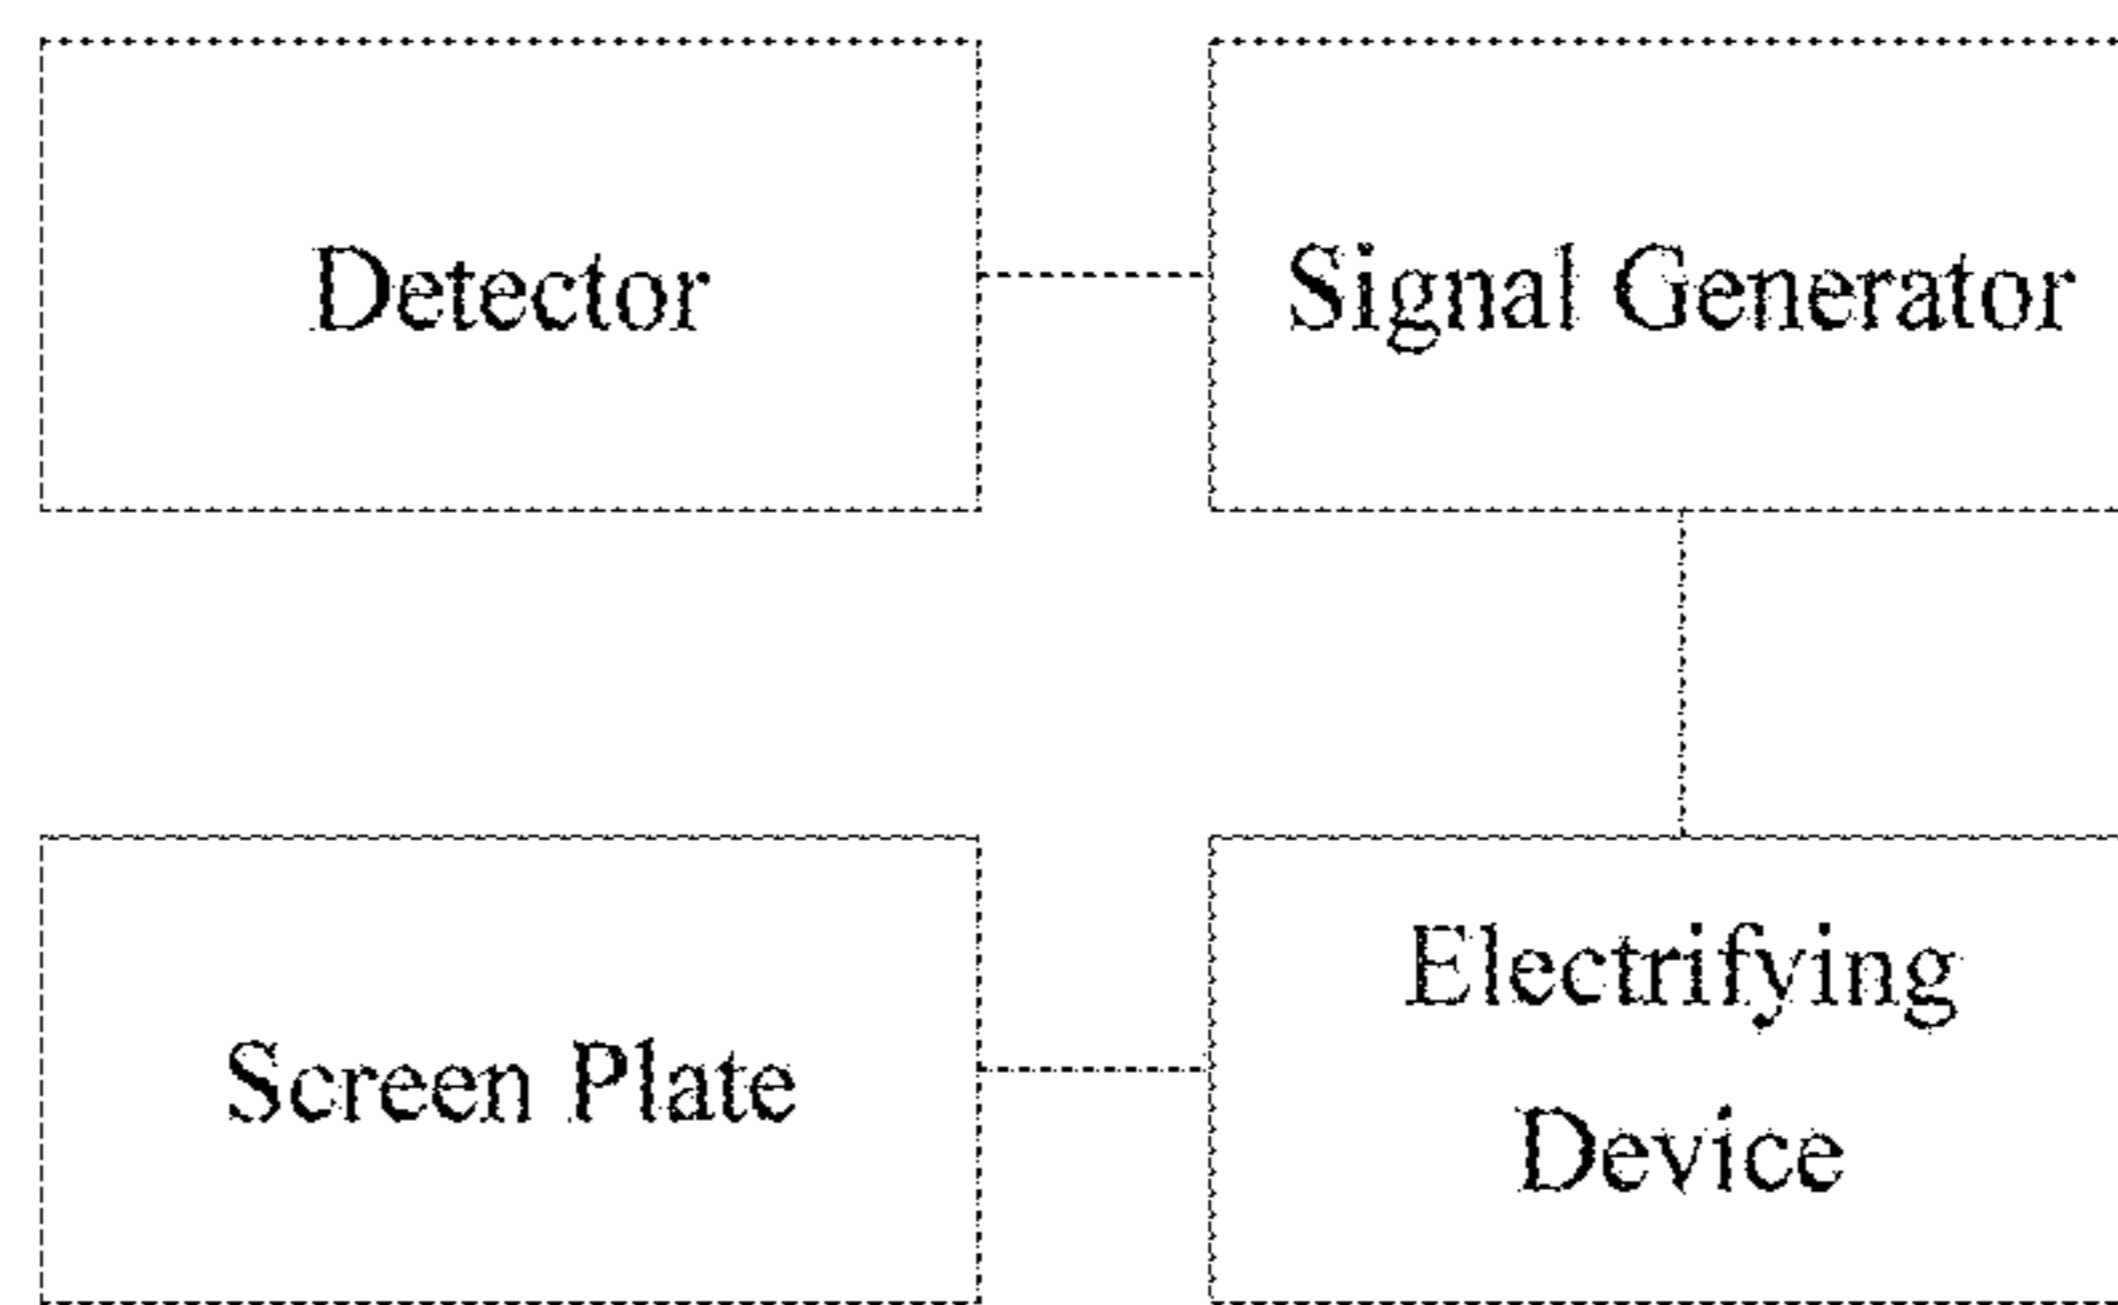 Detector
Signal Generator
Screen Plate
Electrifying
Device